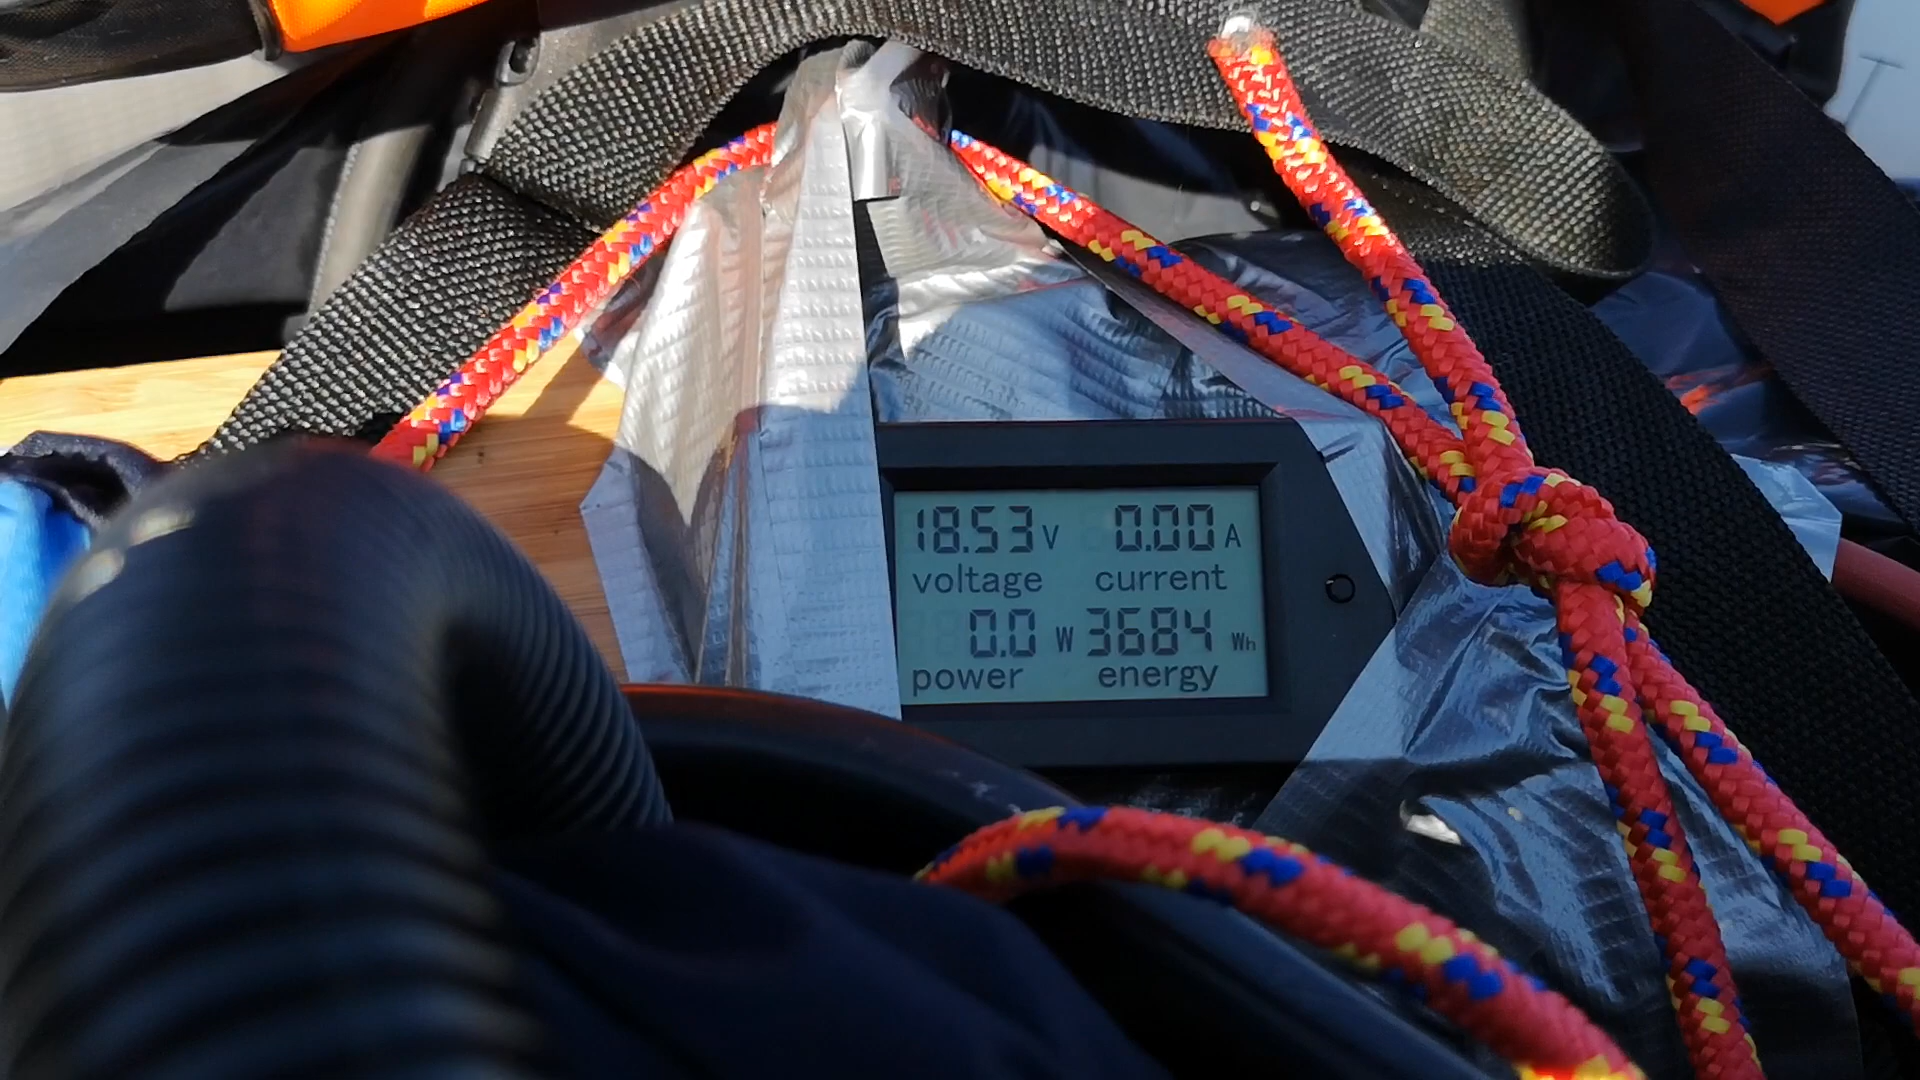 18.53 V 0.00 A
voltage current
0.0 W 3684 Wh
power energy